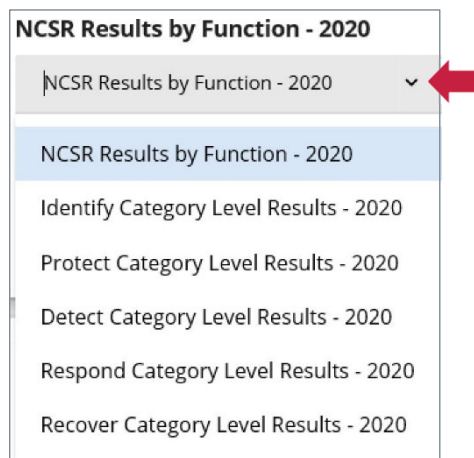 NCSR Results by Function - 2020
NCSR Results by Function - 2020
NCSR Results by Function - 2020
Identify Category Level Results - 2020
Protect Category Level Results - 2020
Detect Category Level Results - 2020
Respond Category Level Results - 2020
Recover Category Level Results - 2020